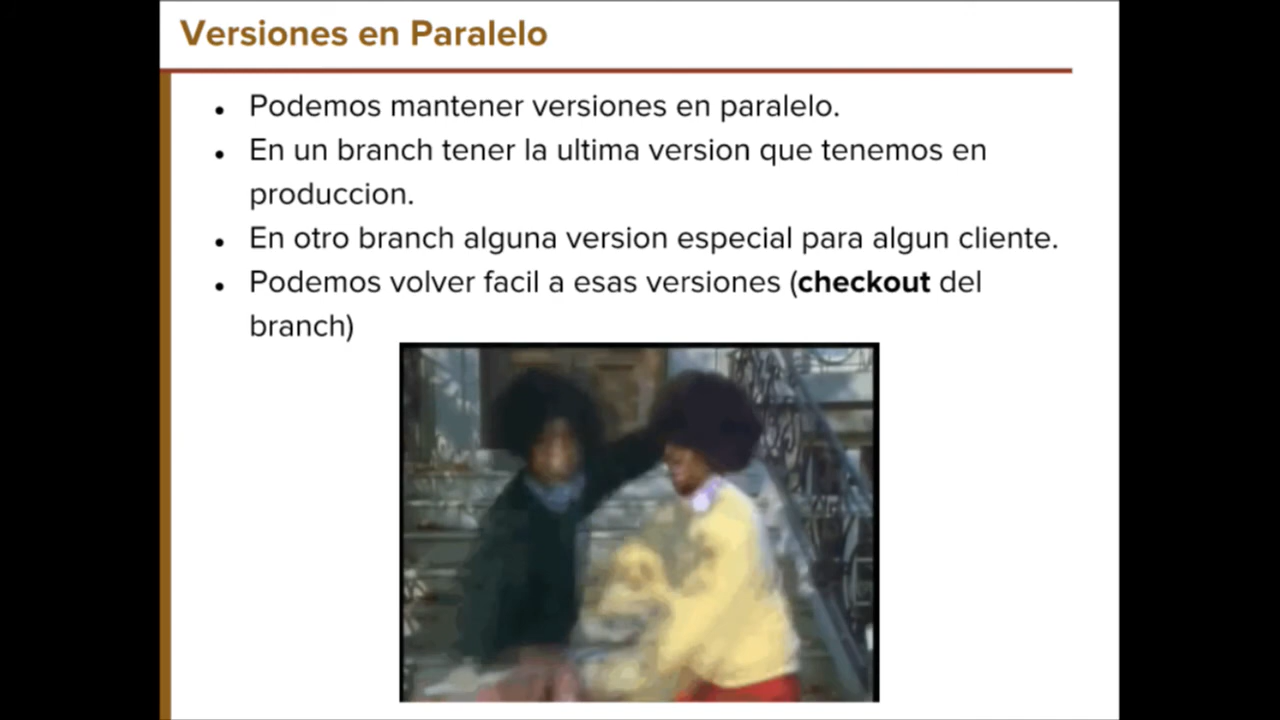 Versiones en Paralelo
Podemos mantener versiones en paralelo.
En un branch tener la ultima version que tenemos en
produccion.
En otro branch alguna version especial para algun cliente.
Podemos volver facil a esas versiones (checkout del
branch)